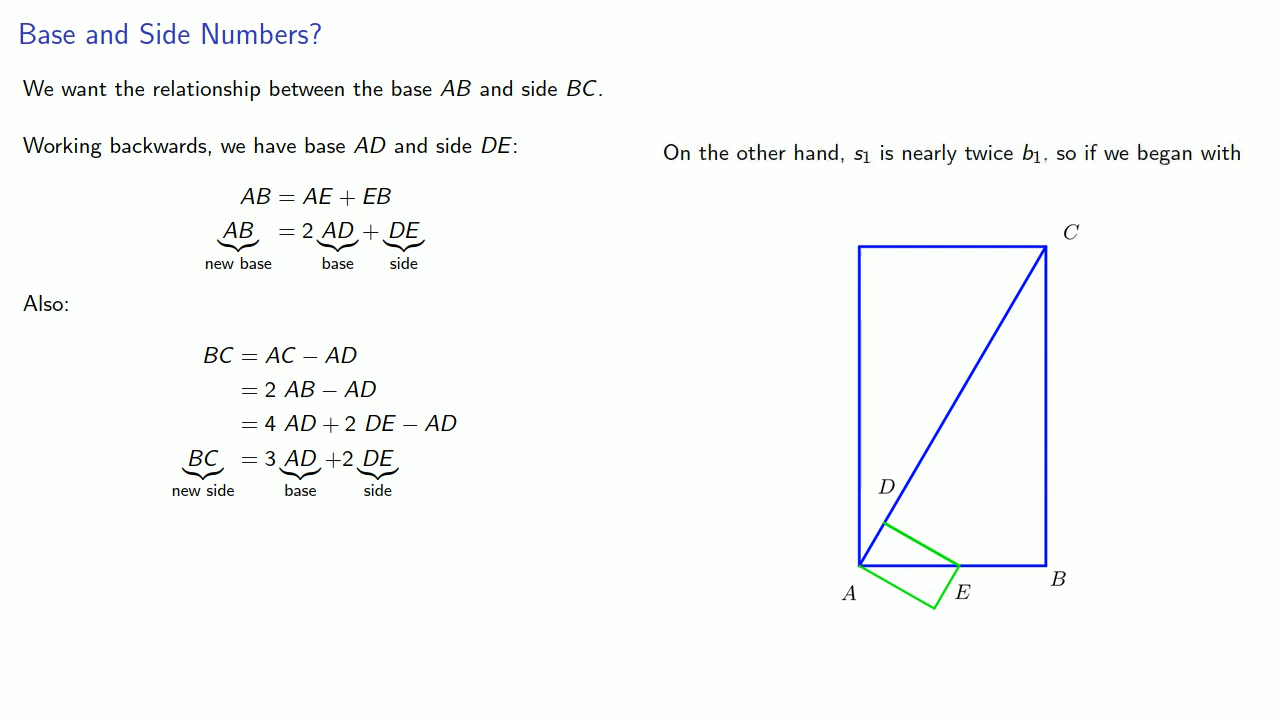 Base and Side Numbers?
We want the relationship between the base AB and side BC.
Working backwards, we have base AD and side DE:
AB = AE + EB
AB = 2 AD + DE
new base base side
Also:
BC = AC − AD
= 2 AB − AD
= 4 AD + 2 DE − AD
BC = 3 AD +2 DE
new side base side
On the other hand, s₁ is nearly twice b₁, so if we began with
C
D
A
E
B